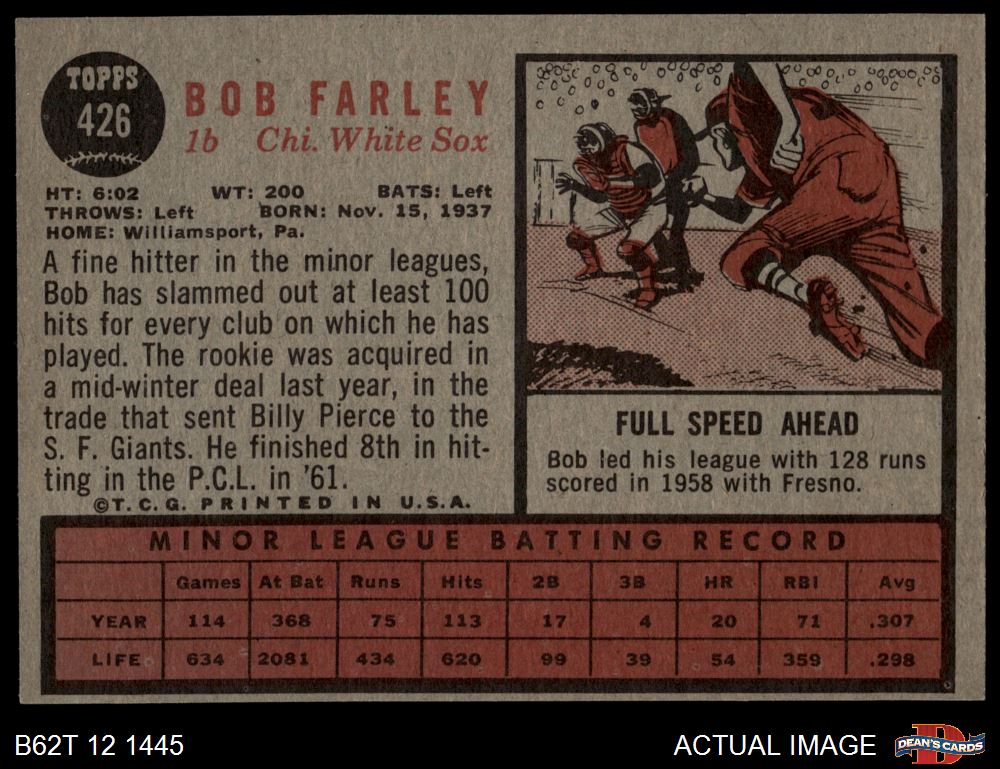 TOPPS
426
BOB FARLEY
1b Chi. White Sox
HT: 6:02 WT: 200 BATS: Left
THROWS: Left BORN: Nov. 15, 1937
HOME: Williamsport, Pa.
A fine hitter in the minor leagues,
Bob has slammed out at least 100
hits for every club on which he has
played. The rookie was acquired in
a mid-winter deal last year, in the
trade that sent Billy Pierce to the
S. F. Giants. He finished 8th in hit-
ting in the P.C.L. in '61.
©T.C.G. PRINTED IN U.S.A.
FULL SPEED AHEAD
Bob led his league with 128 runs
scored in 1958 with Fresno.
MINOR LEAGUE BATTING RECORD
Games At Bat Runs Hits 2B 3B HR RBI Avg
YEAR 114 368 75 113 17 4 20 71 .307
LIFE 634 2081 434 620 99 39 54 359 .298
B62T 12 1445
ACTUAL IMAGE
D
DEAN'S CARDS